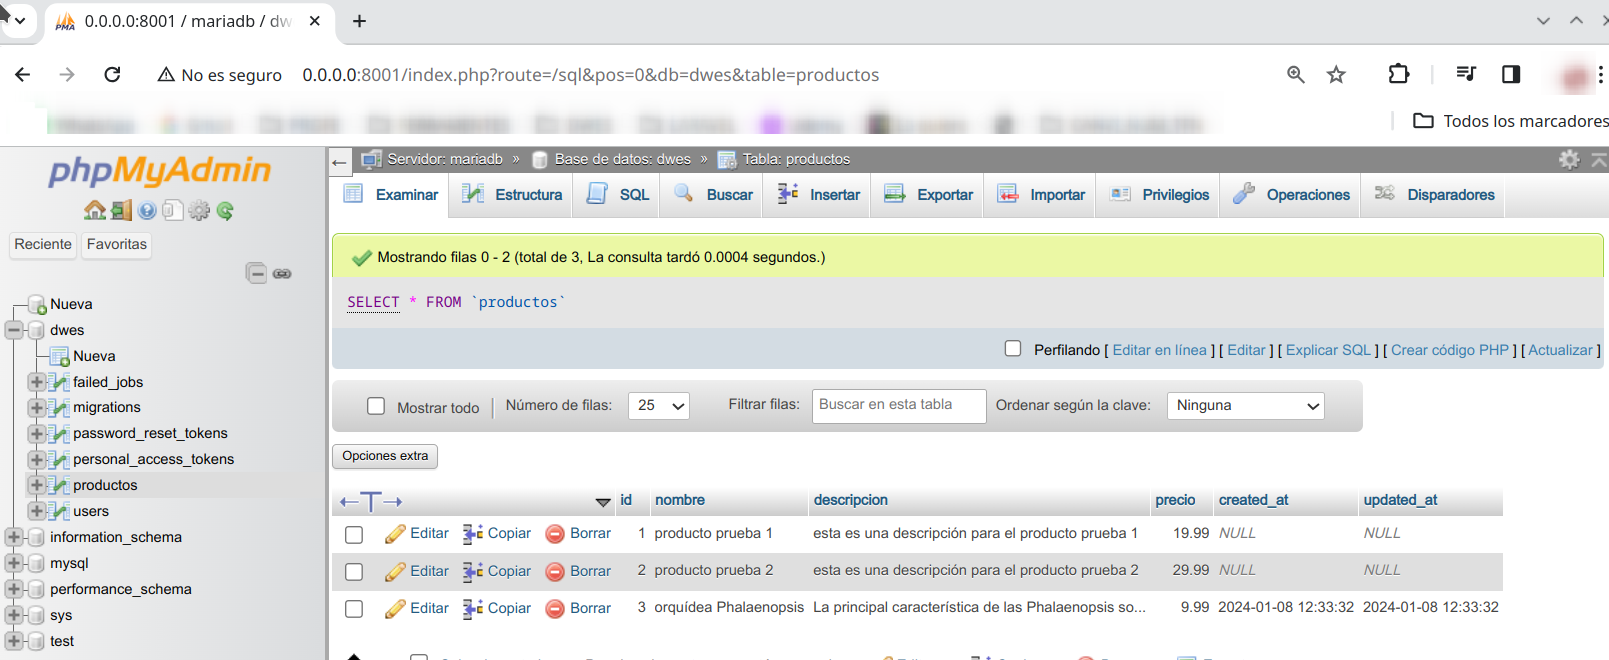 0.0.0.0:8001 / mariadb / dw
No es seguro 0.0.0.0:8001/index.php?route=/sql&pos=0&db=dwes&table=productos
Todos los marcadores
phpMyAdmin
Reciente Favoritas
Nueva
dwes
Nueva
failed_jobs
migrations
password_reset_tokens
personal_access_tokens
productos
users
information_schema
mysql
performance_schema
sys
test
Servidor: mariadb » Base de datos: dwes » Tabla: productos
Examinar Estructura SQL Buscar Insertar Exportar Importar Privilegios Operaciones Disparadores
Mostrando filas 0 - 2 (total de 3, La consulta tardó 0.0004 segundos.)
SELECT * FROM `productos`
Perfilando [ Editar en línea ] [ Editar ] [ Explicar SQL ] [ Crear código PHP ] [ Actualizar ]
Mostrar todo | Número de filas: 25 Filtrar filas: Buscar en esta tabla Ordenar según la clave: Ninguna
Opciones extra
←T→ id nombre descripcion precio created_at updated_at
Editar Copiar Borrar 1 producto prueba 1 esta es una descripción para el producto prueba 1 19.99 NULL NULL
Editar Copiar Borrar 2 producto prueba 2 esta es una descripción para el producto prueba 2 29.99 NULL NULL
Editar Copiar Borrar 3 orquídea Phalaenopsis La principal característica de las Phalaenopsis so... 9.99 2024-01-08 12:33:32 2024-01-08 12:33:32